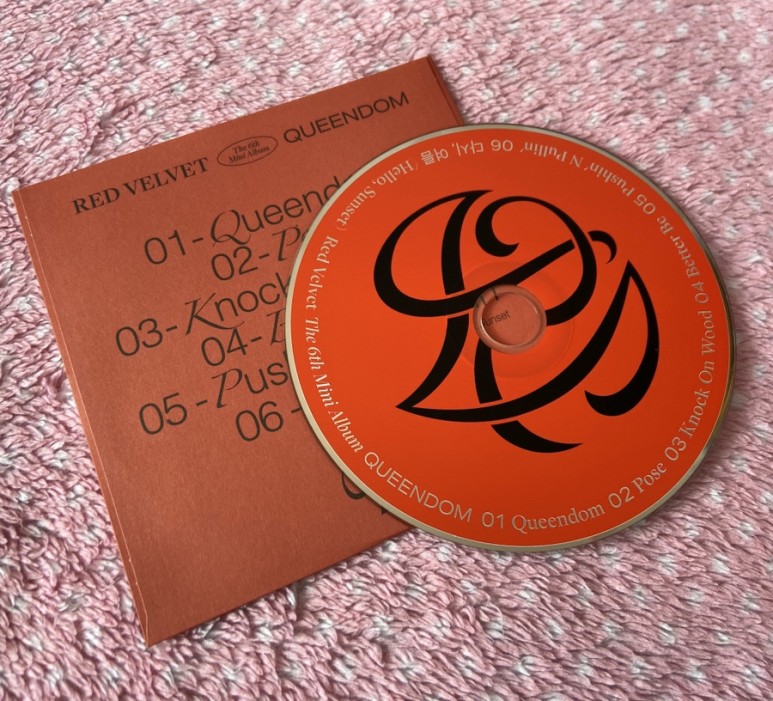 RED VELVET The 6th Mini Album QUEENDOM
01-Queend
02-P
03-Knock
04-
05-Pus
06-
Red Velvet The 6th Mini Album QUEENDOM 01 Queendom 02 Pose 03 Knock On Wood 04 Better Be 05 Pushin' N Pullin' 06 다시, 여름 (Hello, Sunset)
unset